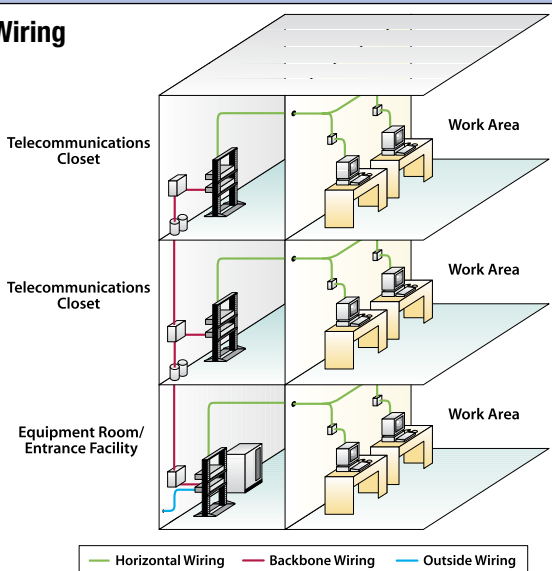 Wiring
Telecommunications
Closet
Work Area
Telecommunications
Closet
Work Area
Equipment Room/
Entrance Facility
Work Area
Horizontal Wiring
Backbone Wiring
Outside Wiring